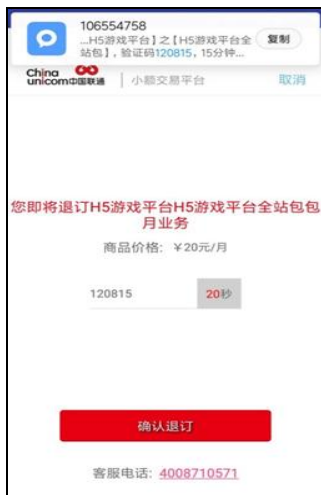 106554758
...H5游戏平台】之【H5游戏平台全
站包】，验证码120815，15分钟...
复制
China
unicom中国联通
小额交易平台
取消
您即将退订H5游戏平台H5游戏平台全站包包
月业务
商品价格：￥20元/月
120815
20秒
确认退订
客服电话：4008710571